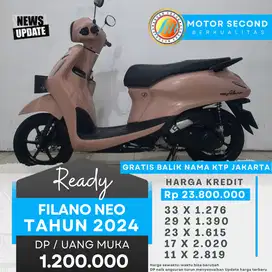 NEWS
UPDATE
MOTOR SECOND
BERKUALITAS
GRATIS BALIK NAMA KTP JAKARTA!
Ready
FILANO NEO
TAHUN 2024
DP / UANG MUKA
1.200.000
HARGA KREDIT
Rp 23.800.000
33 X 1.276
29 X 1.390
23 X 1.615
17 X 2.020
11 X 2.819